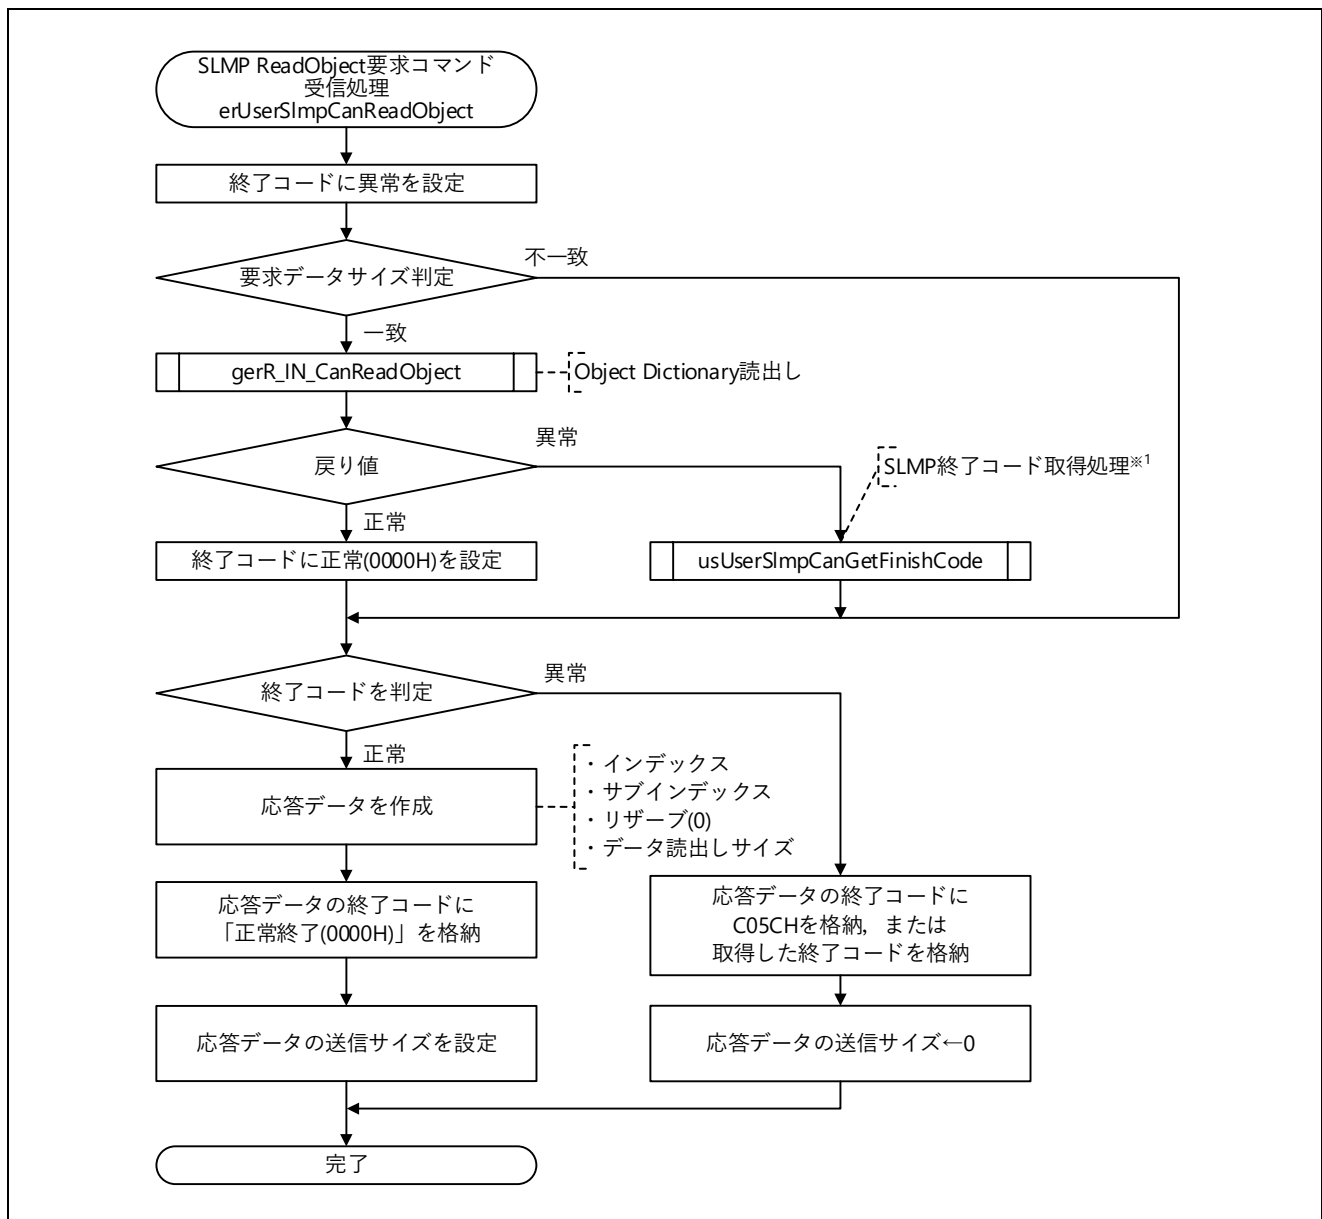 SLMP ReadObject要求コマンド
受信処理
erUserSlmpCanReadObject
終了コードに異常を設定
不一致
要求データサイズ判定
一致
gerR_IN_CanReadObject
Object Dictionary読出し
異常
戻り値
SLMP終了コード取得処理※1
正常
終了コードに正常(0000H)を設定
usUserSlmpCanGetFinishCode
異常
終了コードを判定
正常
・インデックス
・サブインデックス
・リザーブ(0)
・データ読出しサイズ
応答データを作成
応答データの終了コードに
「正常終了(0000H)」を格納
応答データの終了コードに
C05CHを格納，または
取得した終了コードを格納
応答データの送信サイズを設定
応答データの送信サイズ←0
完了